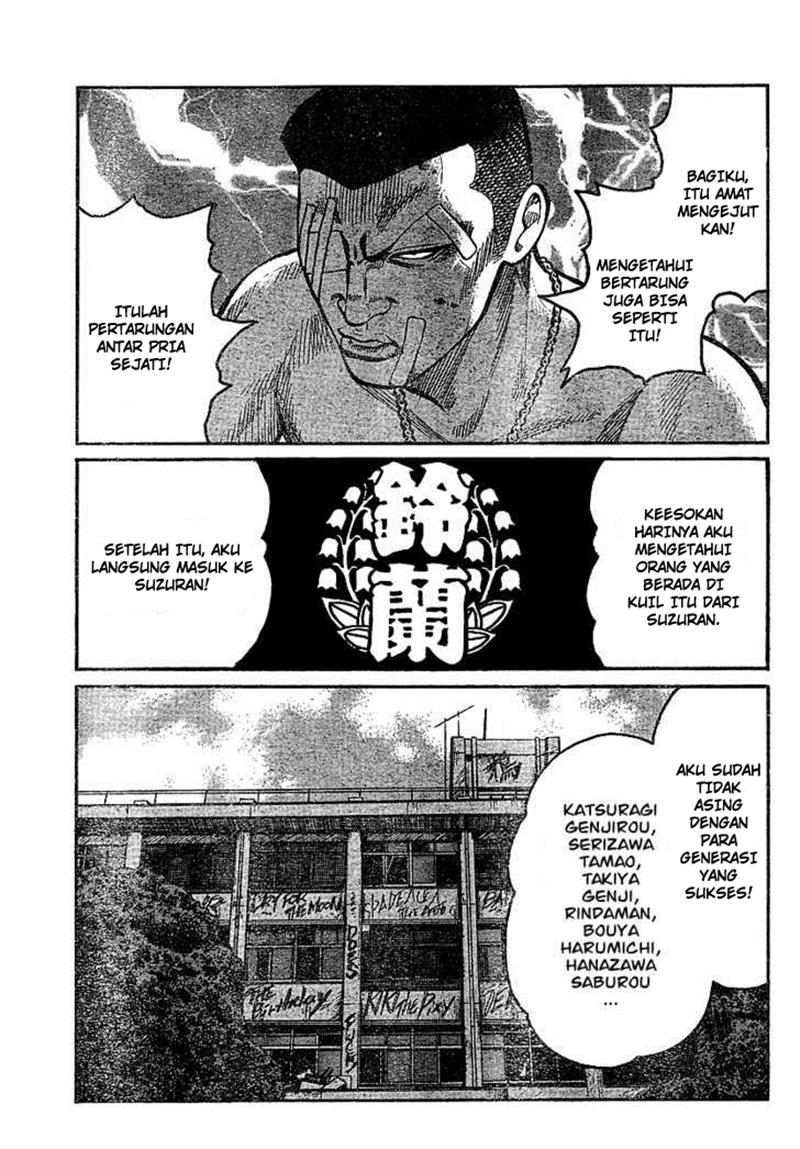 BAGIKU,
ITU AMAT
MENGEJUT
KAN!
MENGETAHUI
BERTARUNG
JUGA BISA
SEPERTI
ITU!
ITULAH
PERTARUNGAN
ANTAR PRIA
SEJATI!
KEESOKAN
HARINYA AKU
MENGETAHUI
ORANG YANG
BERADA DI
KUIL ITU DARI
SUZURAN.
鈴
蘭
SETELAH ITU, AKU
LANGSUNG MASUK KE
SUZURAN!
AKU SUDAH
TIDAK
ASING
DENGAN
PARA
GENERASI
YANG
SUKSES!
KATSURAGI
GENJIROU,
SERIZAWA
TAMAO,
TAKIYA
GENJI,
RINDAMAN,
BOUYA
HARUMICHI,
HANAZAWA
SABUROU
...
THE MOON
THE
Birthday